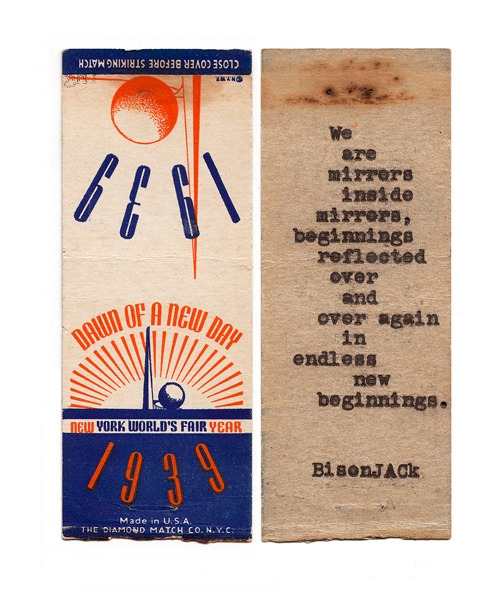 CLOSE COVER BEFORE STRIKING MATCH
©N.Y.W.F.
1939
DAWN OF A NEW DAY
NEW YORK WORLD'S FAIR YEAR
1939
Made in U.S.A.
THE DIAMOND MATCH CO. N.Y.C.
We
are
mirrors
inside
mirrors,
beginnings
reflected
over
and
over again
in
endless
new
beginnings.
BisonJACk